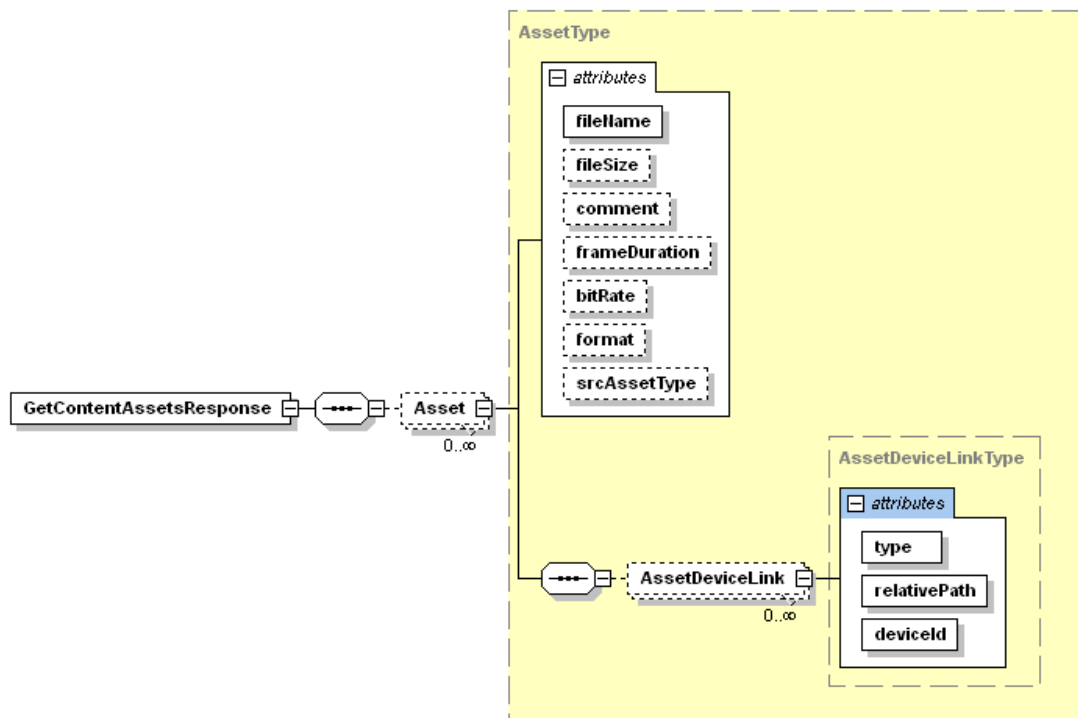 AssetType
attributes
fileName
fileSize
comment
frameDuration
bitRate
format
srcAssetType
GetContentAssetsResponse
Asset
0..∞
AssetDeviceLinkType
attributes
type
relativePath
deviceId
AssetDeviceLink
0..∞